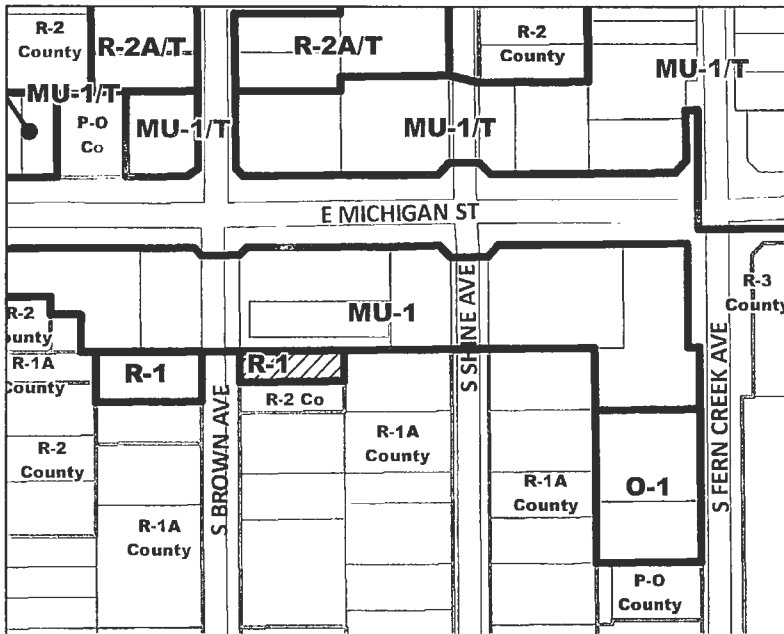 R-2
County
R-2A/T
R-2A/T
R-2
County
MU-1/T
MU-1/T
P-O
Co
MU-1/T
MU-1/T
E MICHIGAN ST
R-3
County
R-2
ounty
MU-1
S SHINE AVE
S FERN CREEK AVE
R-1A
County
R-1
R-1
R-2 Co
S BROWN AVE
R-2
County
R-1A
County
R-1A
County
O-1
R-1A
County
P-O
County